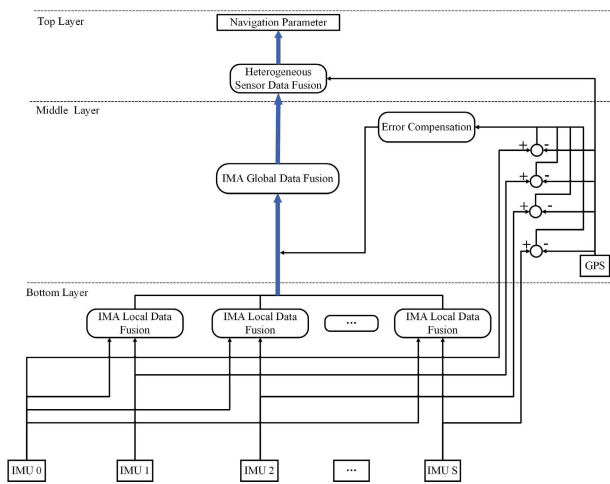 Top Layer
Navigation Parameter
Heterogeneous
Sensor Data Fusion
Middle Layer
Error Compensation
+ -
+ -
IMA Global Data Fusion
+ -
+ -
GPS
Bottom Layer
IMA Local Data
Fusion
IMA Local Data
Fusion
...
IMA Local Data
Fusion
IMU 0
IMU 1
IMU 2
...
IMU S